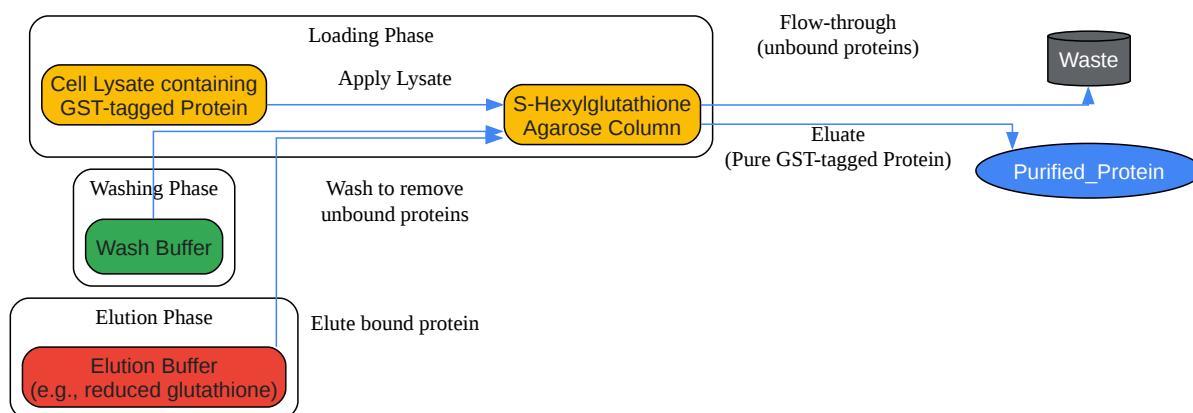 Loading Phase
Flow-through
(unbound proteins)
Waste
Cell Lysate containing
GST-tagged Protein
Apply Lysate
S-Hexylglutathione
Agarose Column
Eluate
(Pure GST-tagged Protein)
Purified_Protein
Washing Phase
Wash to remove
unbound proteins
Wash Buffer
Elution Phase
Elute bound protein
Elution Buffer
(e.g., reduced glutathione)